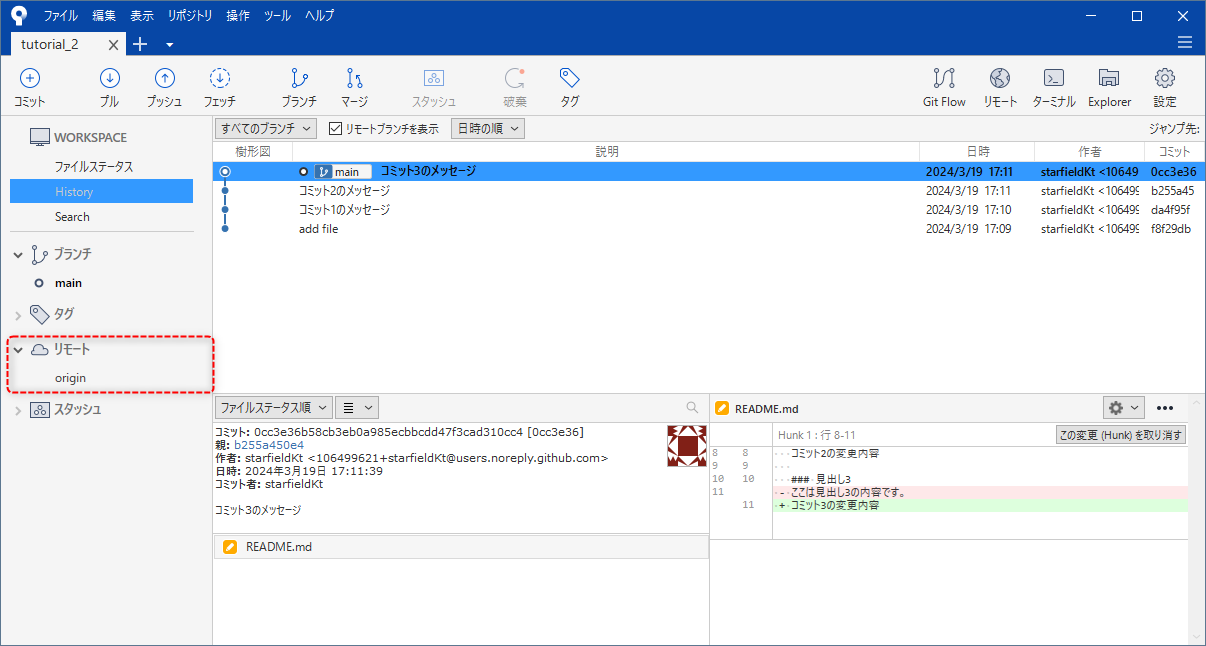 ファイル 編集 表示 リポジトリ 操作 ツール ヘルプ
tutorial_2
コミット プル プッシュ フェッチ ブランチ マージ スタッシュ 破棄 タグ Git Flow リモート ターミナル Explorer 設定
WORKSPACE
ファイルステータス
History
Search
ブランチ
main
タグ
リモート
origin
スタッシュ
すべてのブランチ リモートブランチを表示 日時の順 ジャンプ先:
樹形図 説明 日時 作者 コミット
main コミット3のメッセージ 2024/3/19 17:11 starfieldKt <10649 0cc3e36
コミット2のメッセージ 2024/3/19 17:11 starfieldKt <106499 b255a45
コミット1のメッセージ 2024/3/19 17:10 starfieldKt <106499 da4f95f
add file 2024/3/19 17:09 starfieldKt <106499 f8f29db
ファイルステータス順
コミット: 0cc3e36b58cb3eb0a985ecbbcdd47f3cad310cc4 [0cc3e36]
親: b255a450e4
作者: starfieldKt <106499621+starfieldKt@users.noreply.github.com>
日時: 2024年3月19日 17:11:39
コミット者: starfieldKt
コミット3のメッセージ
README.md
README.md
Hunk 1 : 行 8-11 この変更 (Hunk) を取り消す
8 8 コミット2の変更内容
9 9
10 10 ### 見出し3
11 - ここは見出し3の内容です。
11 + コミット3の変更内容